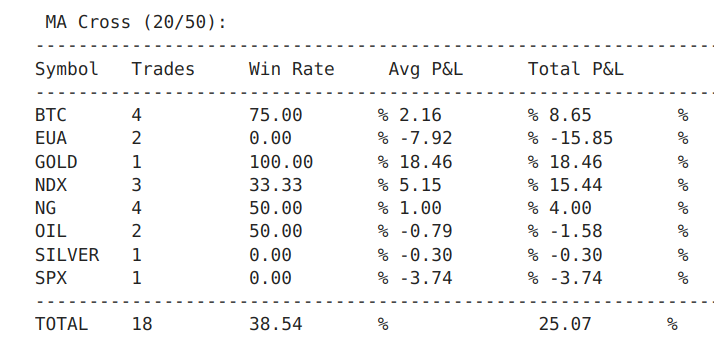 MA Cross (20/50):
----------------------------------------------------------------
Symbol   Trades     Win Rate     Avg P&L      Total P&L
----------------------------------------------------------------
BTC      4          75.00       % 2.16        % 8.65        %
EUA      2          0.00        % -7.92       % -15.85      %
GOLD     1          100.00      % 18.46       % 18.46       %
NDX      3          33.33       % 5.15        % 15.44       %
NG       4          50.00       % 1.00        % 4.00        %
OIL      2          50.00       % -0.79       % -1.58       %
SILVER   1          0.00        % -0.30       % -0.30       %
SPX      1          0.00        % -3.74       % -3.74       %
----------------------------------------------------------------
TOTAL    18         38.54       %              25.07       %